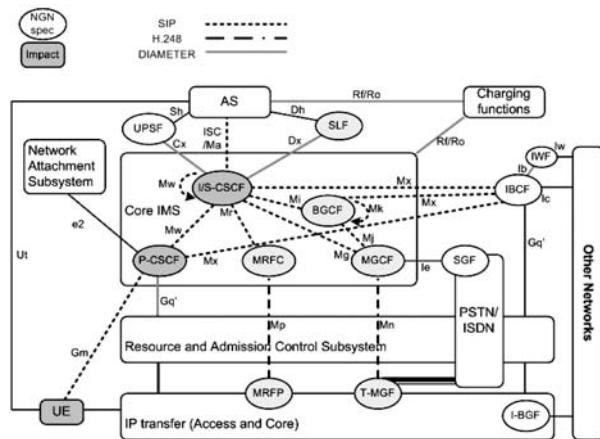 NGN
spec
Impact
SIP
H.248
DIAMETER
AS
Rf/Ro
Charging
functions
Sh
Dh
UPSF
SLF
ISC
/Ma
Cx
Dx
Rf/Ro
IWF
Iw
Ib
Network
Attachment
Subsystem
Mw
I/S-CSCF
Mx
IBCF
Ic
Core IMS
Mr
Mi
BGCF
Mk
Mx
e2
Mw
Mj
Gq'
Ut
P-CSCF
Mx
MRFC
Mg
MGCF
Ie
SGF
Gq'
PSTN/
ISDN
Other Networks
Mp
Mn
Gm
Resource and Admission Control Subsystem
MRFP
T-MGF
UE
IP transfer (Access and Core)
I-BGF